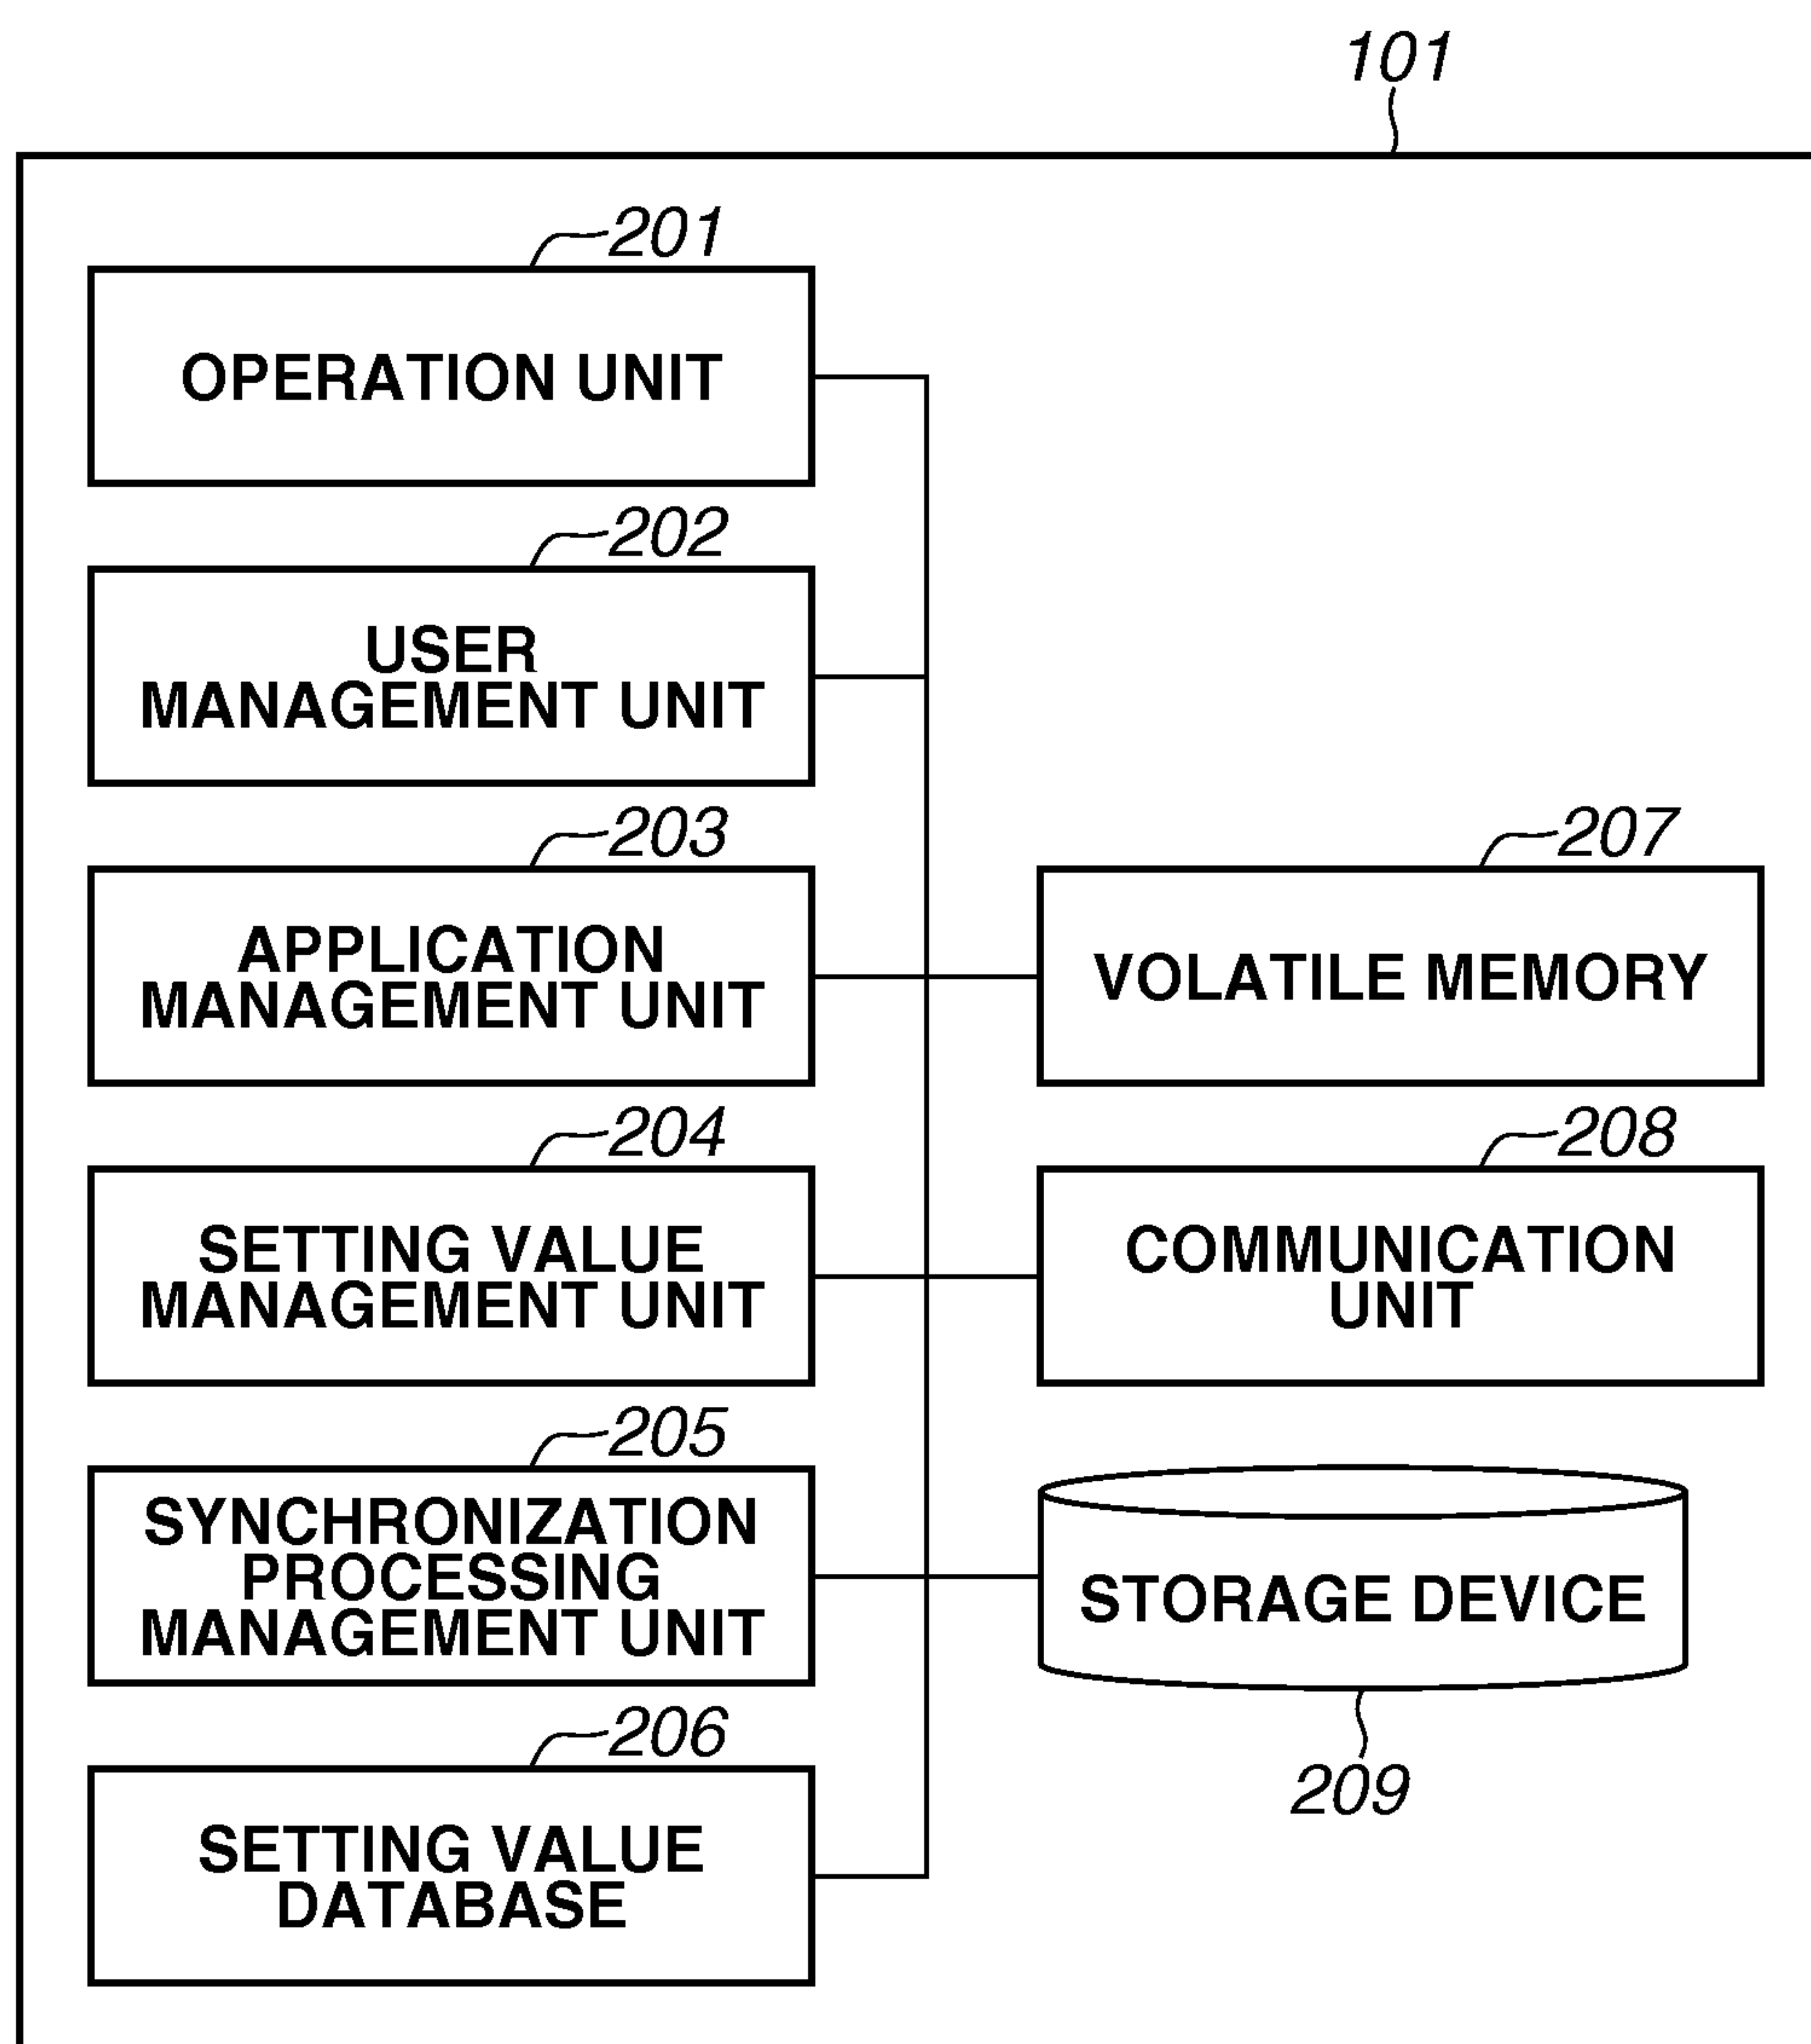 101
201
OPERATION UNIT
202
USER
MANAGEMENT UNIT
203
APPLICATION
MANAGEMENT UNIT
204
SETTING VALUE
MANAGEMENT UNIT
205
SYNCHRONIZATION
PROCESSING
MANAGEMENT UNIT
206
SETTING VALUE
DATABASE
207
VOLATILE MEMORY
208
COMMUNICATION
UNIT
STORAGE DEVICE
209